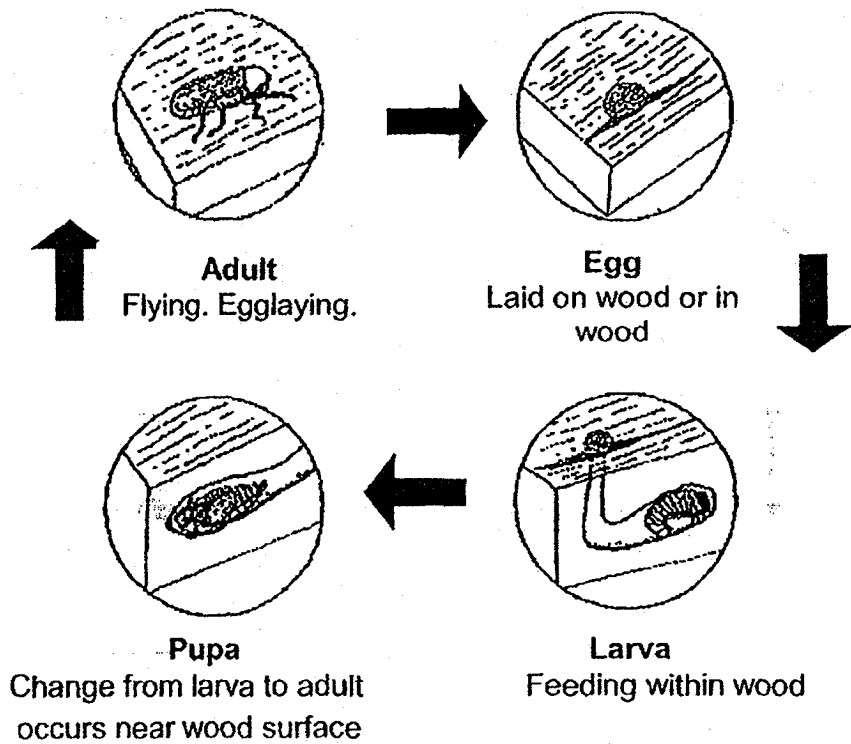 Adult
Flying. Egglaying.
Egg
Laid on wood or in
wood
Pupa
Change from larva to adult
occurs near wood surface
Larva
Feeding within wood